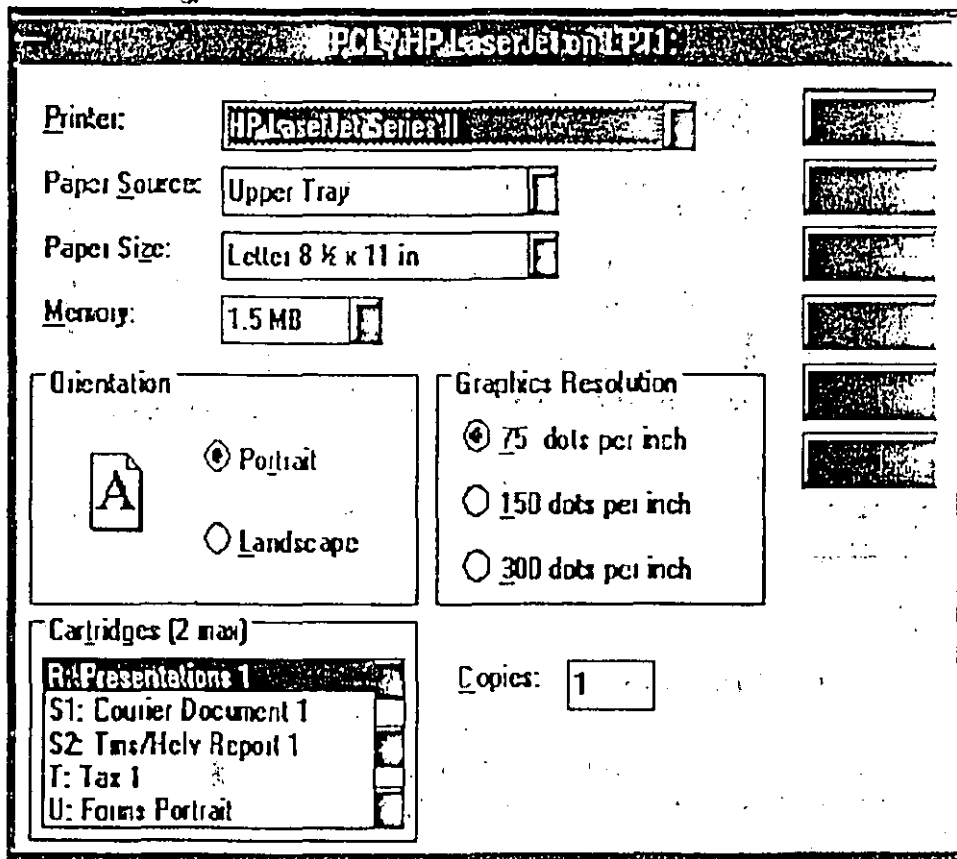 PCL / HP LaserJet on LPT1:
Printer: HP LaserJet Series II
Paper Source: Upper Tray
Paper Size: Letter 8 ½ x 11 in
Memory: 1.5 MB
Orientation
A
Portrait
Landscape
Graphics Resolution
75 dots per inch
150 dots per inch
300 dots per inch
Cartridges (2 max)
R: Presentations 1
S1: Courier Document 1
S2: Tms/Helv Report 1
T: Tax 1
U: Forms Portrait
Copies: 1